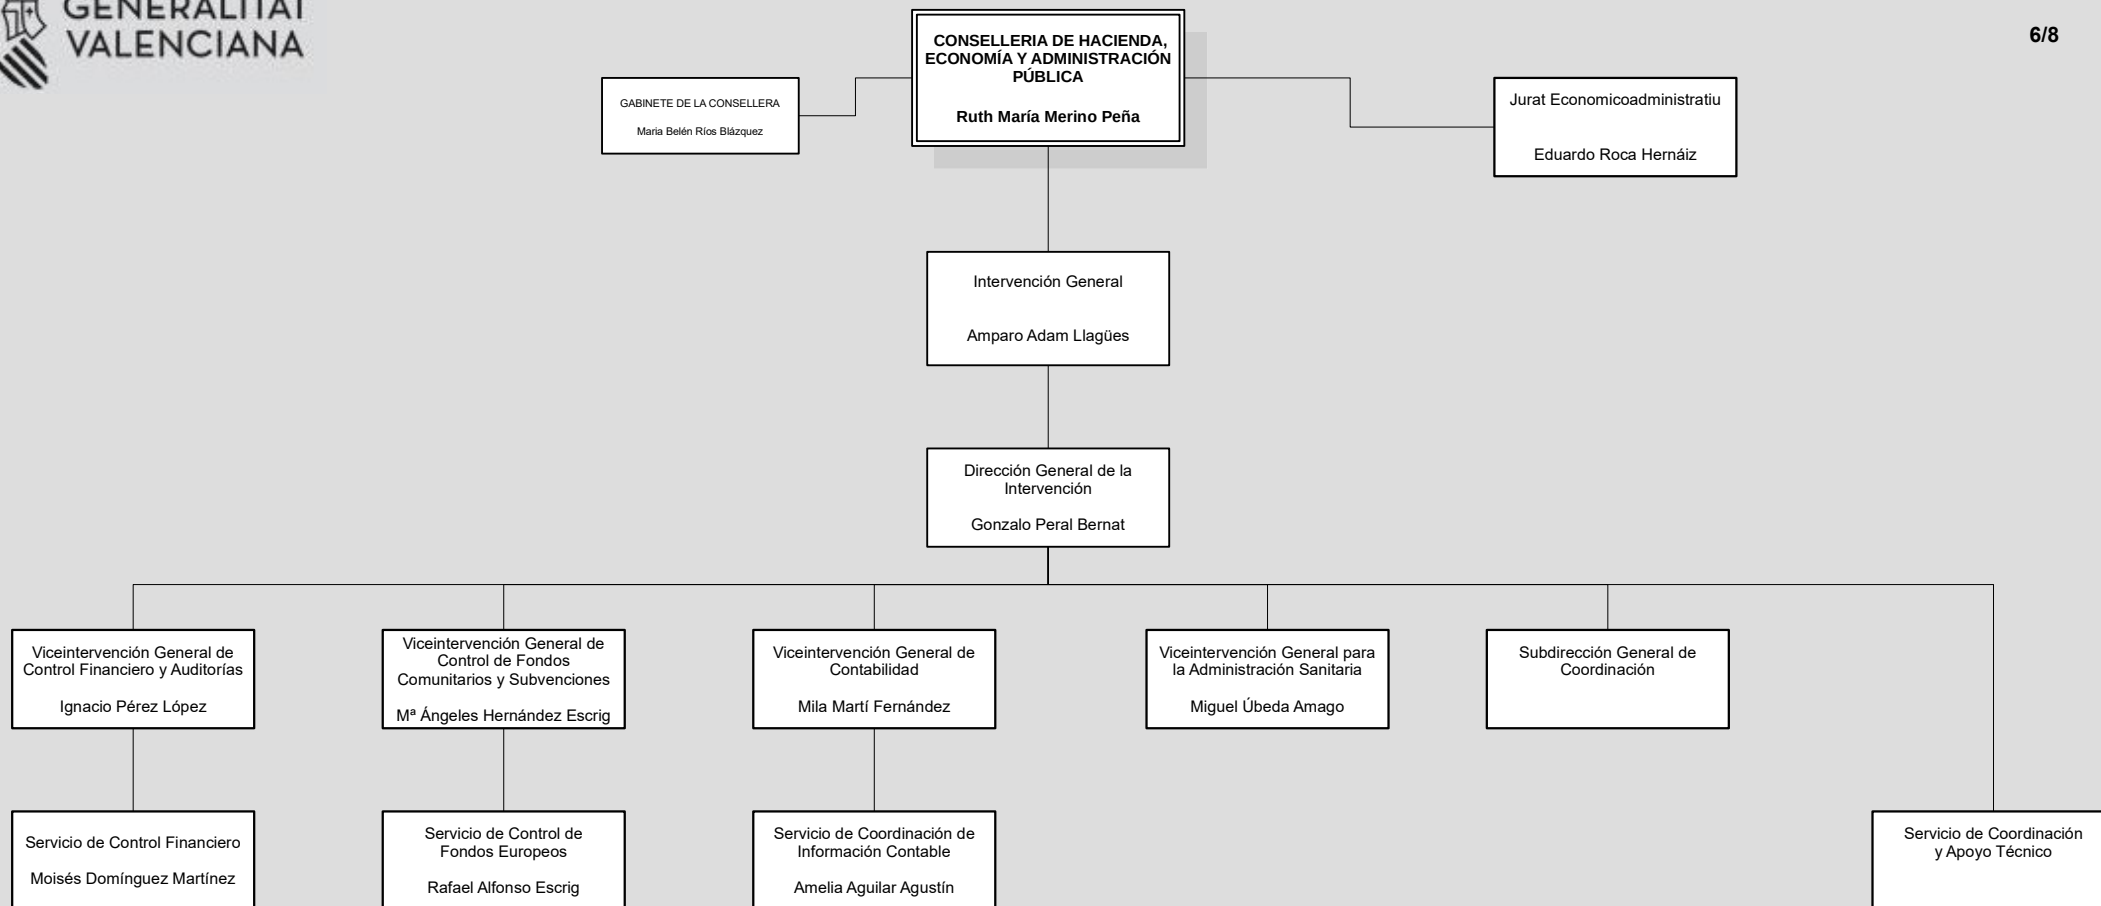 GENERALITAT
VALENCIANA
6/8
CONSELLERIA DE HACIENDA,
ECONOMÍA Y ADMINISTRACIÓN
PÚBLICA
Ruth María Merino Peña
GABINETE DE LA CONSELLERA
Maria Belén Ríos Blázquez
Jurat Economicoadministratiu
Eduardo Roca Hernáiz
Intervención General
Amparo Adam Llagües
Dirección General de la
Intervención
Gonzalo Peral Bernat
Viceintervención General de
Control Financiero y Auditorías
Ignacio Pérez López
Viceintervención General de
Control de Fondos
Comunitarios y Subvenciones
Mª Ángeles Hernández Escrig
Viceintervención General de
Contabilidad
Mila Martí Fernández
Viceintervención General para
la Administración Sanitaria
Miguel Úbeda Amago
Subdirección General de
Coordinación
Servicio de Control Financiero
Moisés Domínguez Martínez
Servicio de Control de
Fondos Europeos
Rafael Alfonso Escrig
Servicio de Coordinación de
Información Contable
Amelia Aguilar Agustín
Servicio de Coordinación
y Apoyo Técnico